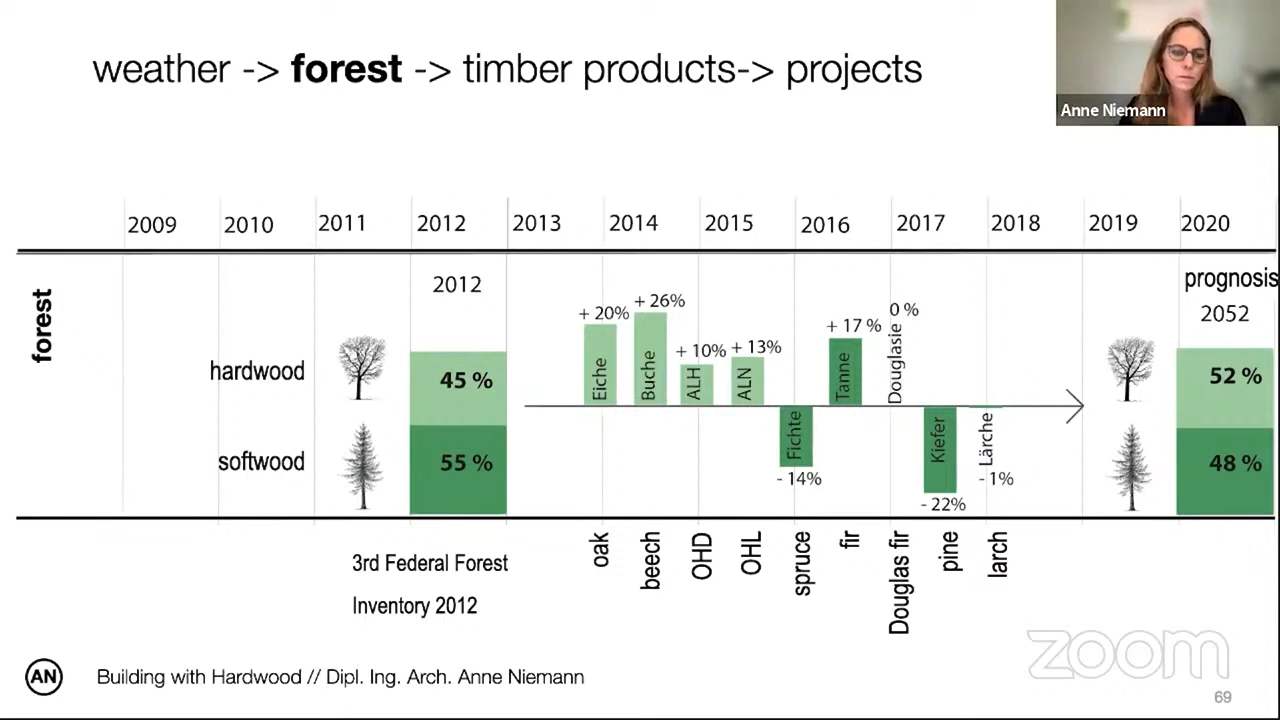 weather -> forest -> timber products-> projects
Anne Niemann
2009 2010 2011 2012 2013 2014 2015 2016 2017 2018 2019 2020
forest
2012
prognosis
2052
hardwood
45 %
softwood
55 %
+ 20%
Eiche
+ 26%
Buche
+ 10%
ALH
+ 13%
ALN
Fichte
- 14%
+ 17 %
Tanne
0 %
Douglasie
Kiefer
- 22%
Lärche
- 1%
52 %
48 %
oak
beech
OHD
OHL
spruce
fir
Douglas fir
pine
larch
3rd Federal Forest
Inventory 2012
zoom
AN
Building with Hardwood // Dipl. Ing. Arch. Anne Niemann
69